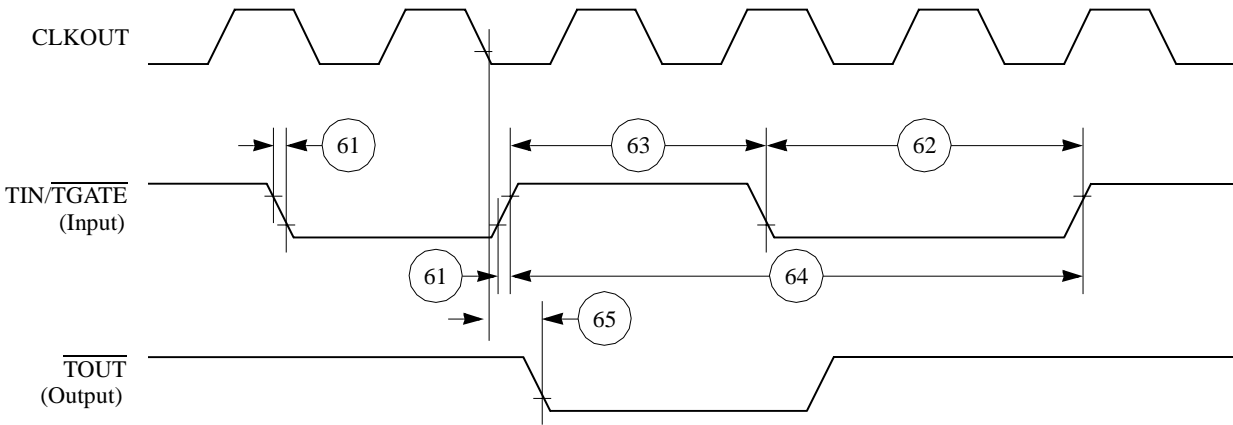 CLKOUT
61
63
62
TIN/TGATE
(Input)
61
64
65
TOUT
(Output)